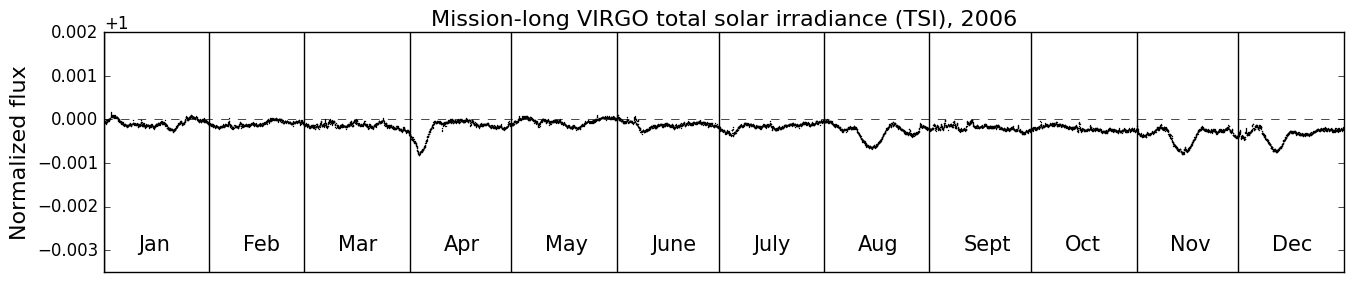 Mission-long VIRGO total solar irradiance (TSI), 2006
+1
0.002
0.001
0.000
−0.001
−0.002
−0.003
Normalized flux
Jan Feb Mar Apr May June July Aug Sept Oct Nov Dec